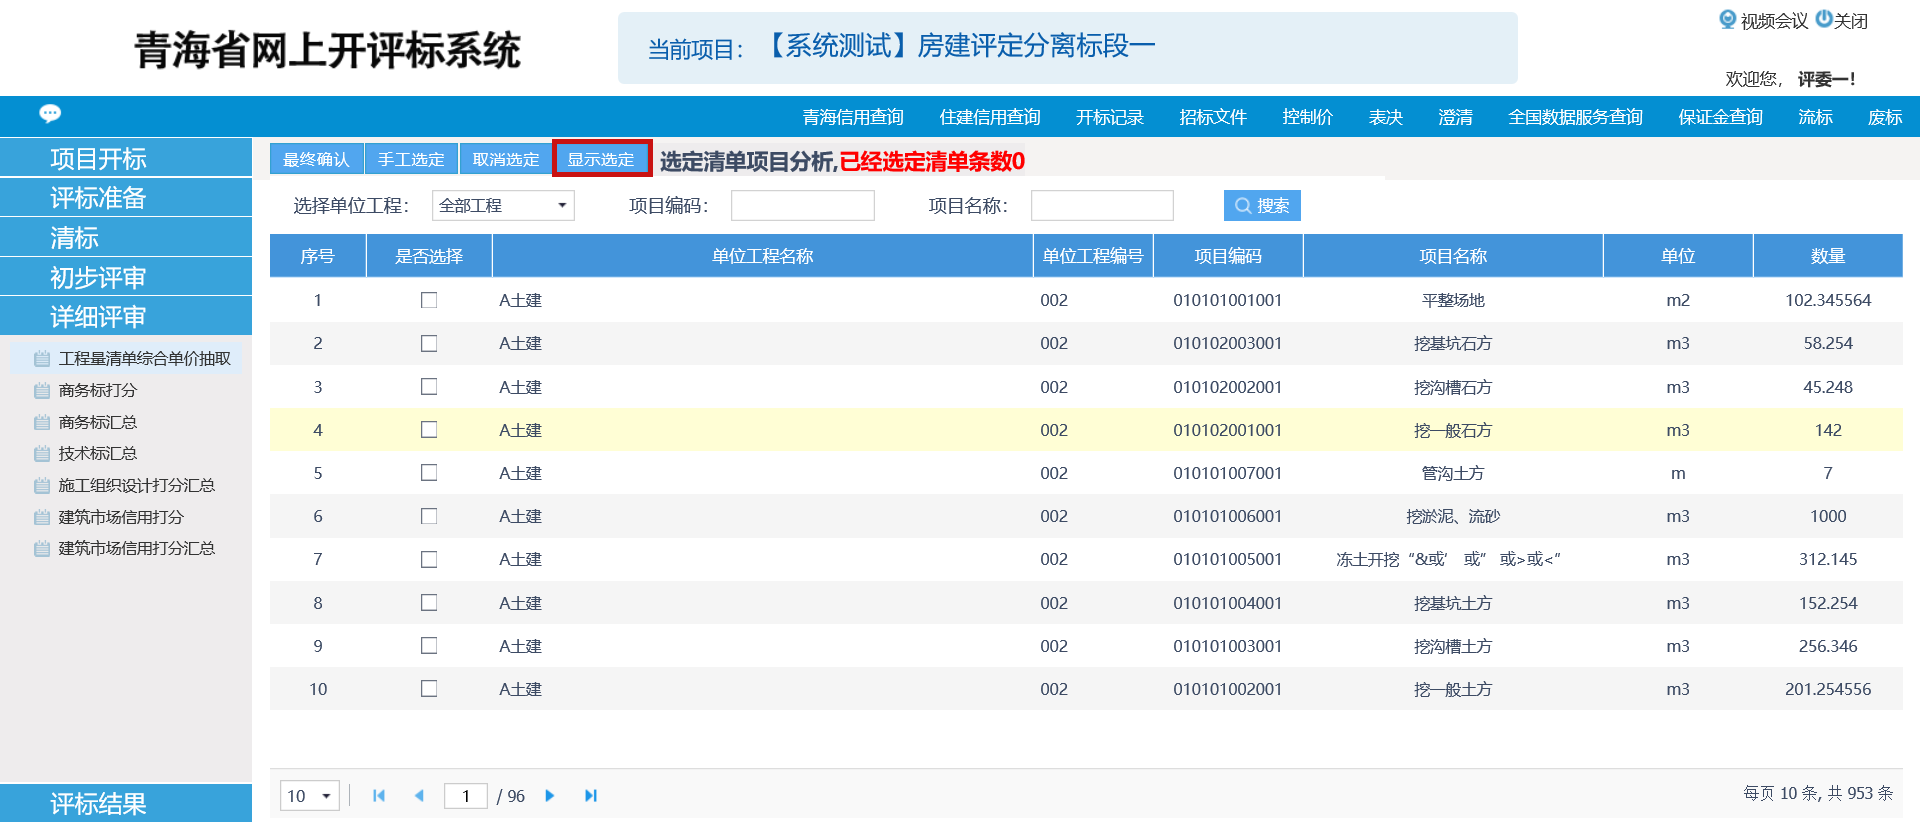 青海省网上开评标系统
当前项目： 【系统测试】房建评定分离标段一
视频会议 关闭
欢迎您， 评委一!
青海信用查询 住建信用查询 开标记录 招标文件 控制价 表决 澄清 全国数据服务查询 保证金查询 流标 废标
项目开标
评标准备
清标
初步评审
详细评审
工程量清单综合单价抽取
商务标打分
商务标汇总
技术标汇总
施工组织设计打分汇总
建筑市场信用打分
建筑市场信用打分汇总
评标结果
最终确认 手工选定 取消选定 显示选定 选定清单项目分析,已经选定清单条数0
选择单位工程： 全部工程 项目编码： 项目名称： 搜索
序号 是否选择 单位工程名称 单位工程编号 项目编码 项目名称 单位 数量
1 A土建 002 010101001001 平整场地 m2 102.345564
2 A土建 002 010102003001 挖基坑石方 m3 58.254
3 A土建 002 010102002001 挖沟槽石方 m3 45.248
4 A土建 002 010102001001 挖一般石方 m3 142
5 A土建 002 010101007001 管沟土方 m 7
6 A土建 002 010101006001 挖淤泥、流砂 m3 1000
7 A土建 002 010101005001 冻土开挖“&或’ 或” 或>或<” m3 312.145
8 A土建 002 010101004001 挖基坑土方 m3 152.254
9 A土建 002 010101003001 挖沟槽土方 m3 256.346
10 A土建 002 010101002001 挖一般土方 m3 201.254556
10 1 / 96 每页 10 条, 共 953 条